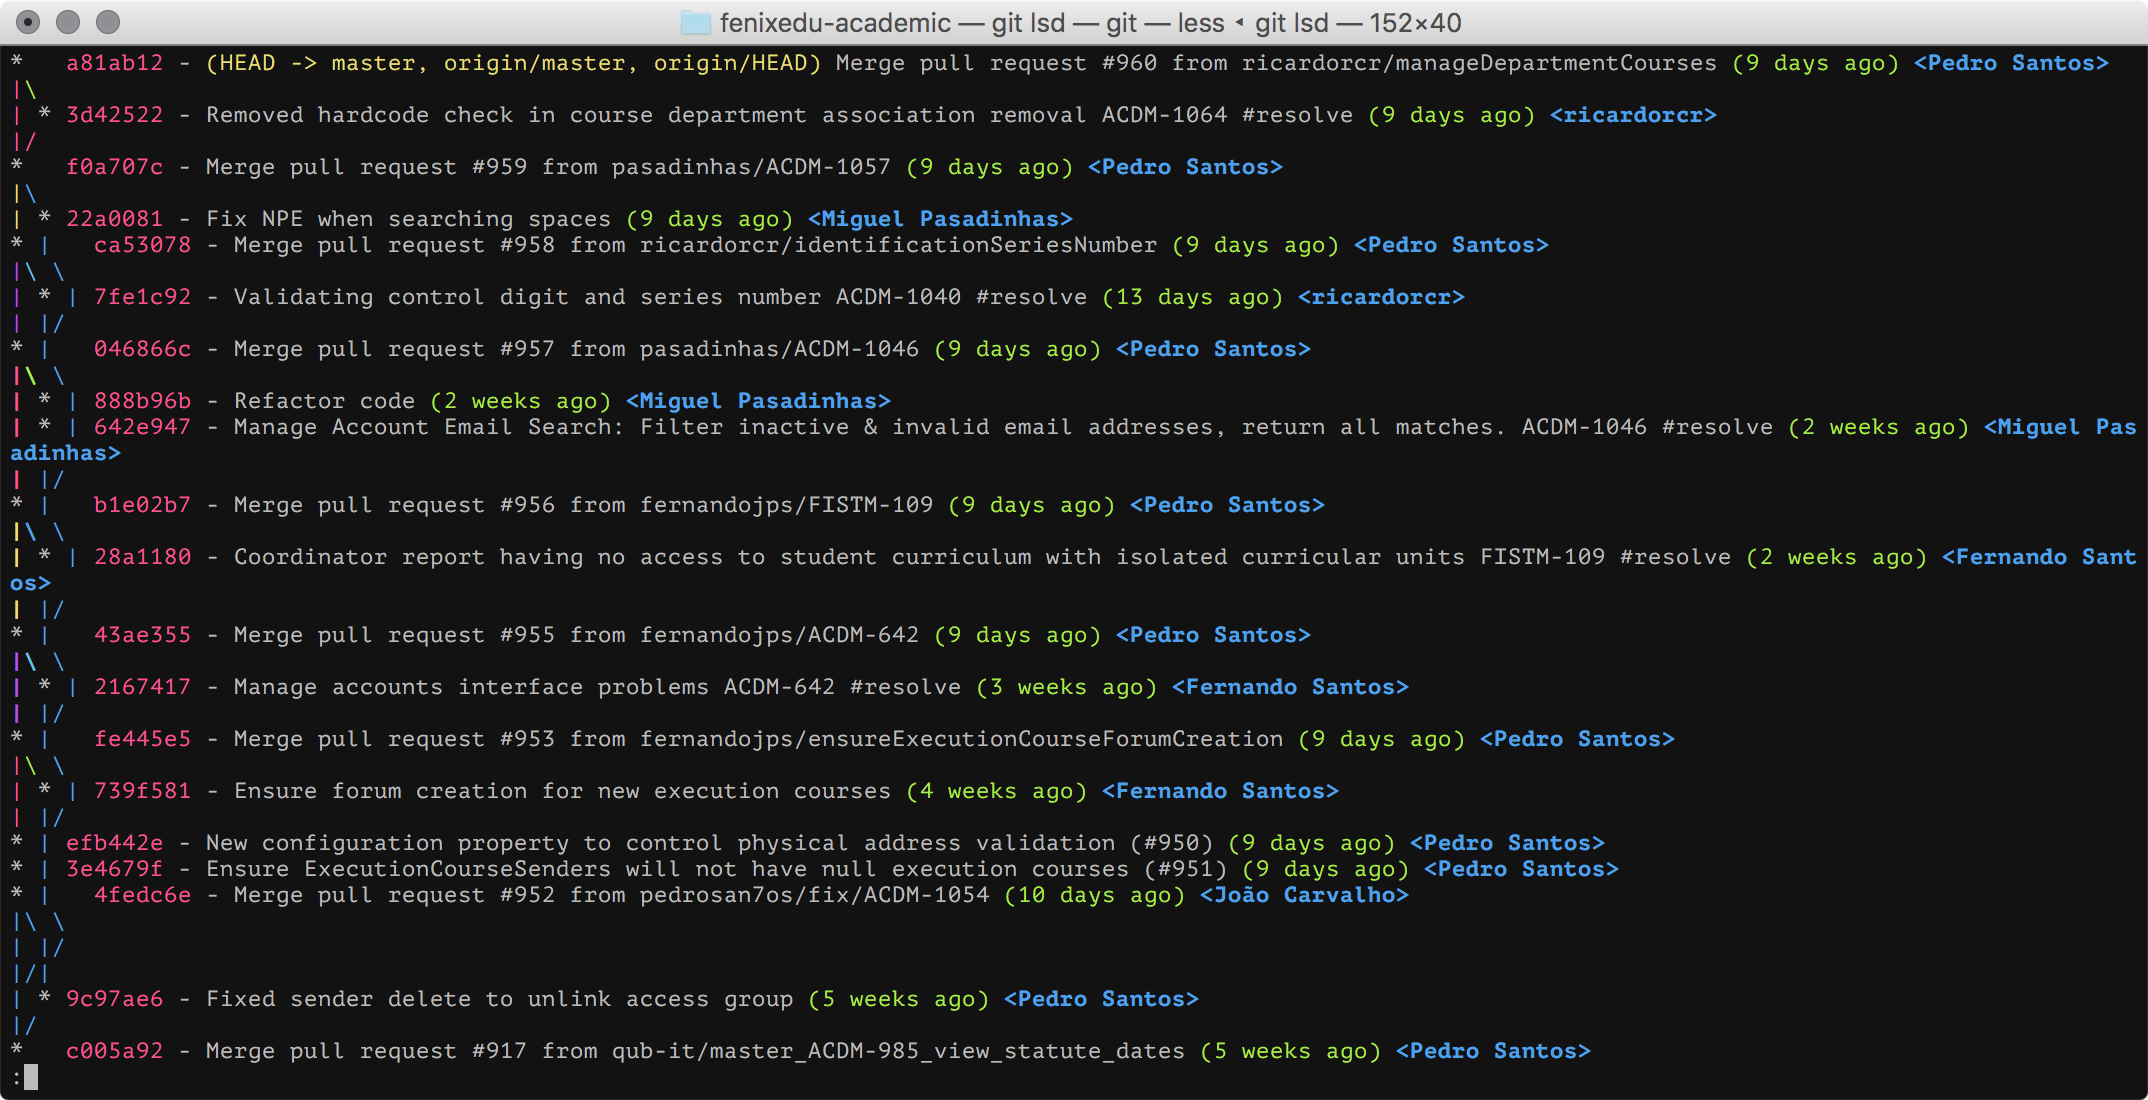 fenixedu-academic — git lsd — git — less ◂ git lsd — 152×40
*   a81ab12 - (HEAD -> master, origin/master, origin/HEAD) Merge pull request #960 from ricardorcr/manageDepartmentCourses (9 days ago) <Pedro Santos>
|\
| * 3d42522 - Removed hardcode check in course department association removal ACDM-1064 #resolve (9 days ago) <ricardorcr>
|/
*   f0a707c - Merge pull request #959 from pasadinhas/ACDM-1057 (9 days ago) <Pedro Santos>
|\
| * 22a0081 - Fix NPE when searching spaces (9 days ago) <Miguel Pasadinhas>
* |   ca53078 - Merge pull request #958 from ricardorcr/identificationSeriesNumber (9 days ago) <Pedro Santos>
|\ \
| * | 7fe1c92 - Validating control digit and series number ACDM-1040 #resolve (13 days ago) <ricardorcr>
| |/
* |   046866c - Merge pull request #957 from pasadinhas/ACDM-1046 (9 days ago) <Pedro Santos>
|\ \
| * | 888b96b - Refactor code (2 weeks ago) <Miguel Pasadinhas>
| * | 642e947 - Manage Account Email Search: Filter inactive & invalid email addresses, return all matches. ACDM-1046 #resolve (2 weeks ago) <Miguel Pas
adinhas>
| |/
* |   b1e02b7 - Merge pull request #956 from fernandojps/FISTM-109 (9 days ago) <Pedro Santos>
|\ \
| * | 28a1180 - Coordinator report having no access to student curriculum with isolated curricular units FISTM-109 #resolve (2 weeks ago) <Fernando Sant
os>
| |/
* |   43ae355 - Merge pull request #955 from fernandojps/ACDM-642 (9 days ago) <Pedro Santos>
|\ \
| * | 2167417 - Manage accounts interface problems ACDM-642 #resolve (3 weeks ago) <Fernando Santos>
| |/
* |   fe445e5 - Merge pull request #953 from fernandojps/ensureExecutionCourseForumCreation (9 days ago) <Pedro Santos>
|\ \
| * | 739f581 - Ensure forum creation for new execution courses (4 weeks ago) <Fernando Santos>
| |/
* | efb442e - New configuration property to control physical address validation (#950) (9 days ago) <Pedro Santos>
* | 3e4679f - Ensure ExecutionCourseSenders will not have null execution courses (#951) (9 days ago) <Pedro Santos>
* |   4fedc6e - Merge pull request #952 from pedrosan7os/fix/ACDM-1054 (10 days ago) <João Carvalho>
|\ \
| |/
|/|
| * 9c97ae6 - Fixed sender delete to unlink access group (5 weeks ago) <Pedro Santos>
|/
*   c005a92 - Merge pull request #917 from qub-it/master_ACDM-985_view_statute_dates (5 weeks ago) <Pedro Santos>
: